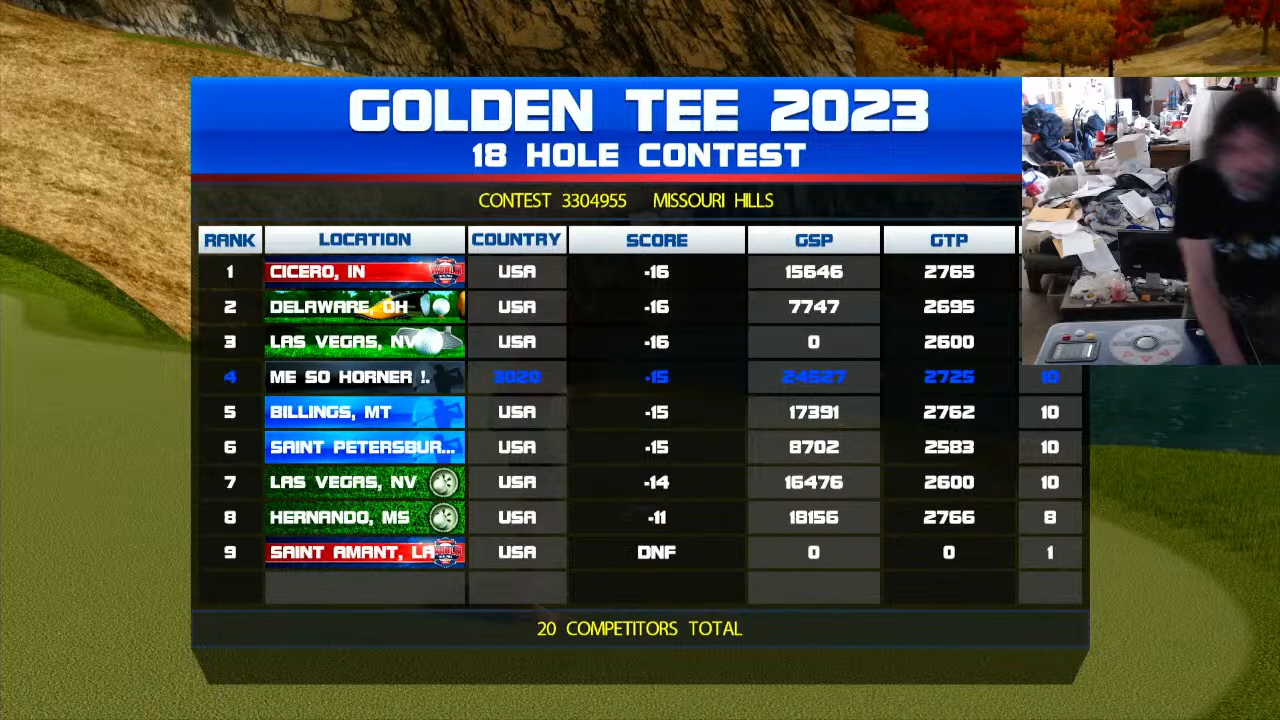 GOLDEN TEE 2023
18 HOLE CONTEST
CONTEST 3304955 MISSOURI HILLS
RANK LOCATION COUNTRY SCORE GSP GTP
1 CICERO, IN USA -16 15646 2765
2 DELAWARE, OH USA -16 7747 2695
3 LAS VEGAS, NV USA -16 0 2600
4 ME SO HORNER !. 3020 -15 24527 2725 10
5 BILLINGS, MT USA -15 17391 2762 10
6 SAINT PETERSBUR... USA -15 8702 2583 10
7 LAS VEGAS, NV USA -14 16476 2600 10
8 HERNANDO, MS USA -11 18156 2766 8
9 SAINT AMANT, LA USA DNF 0 0 1
20 COMPETITORS TOTAL